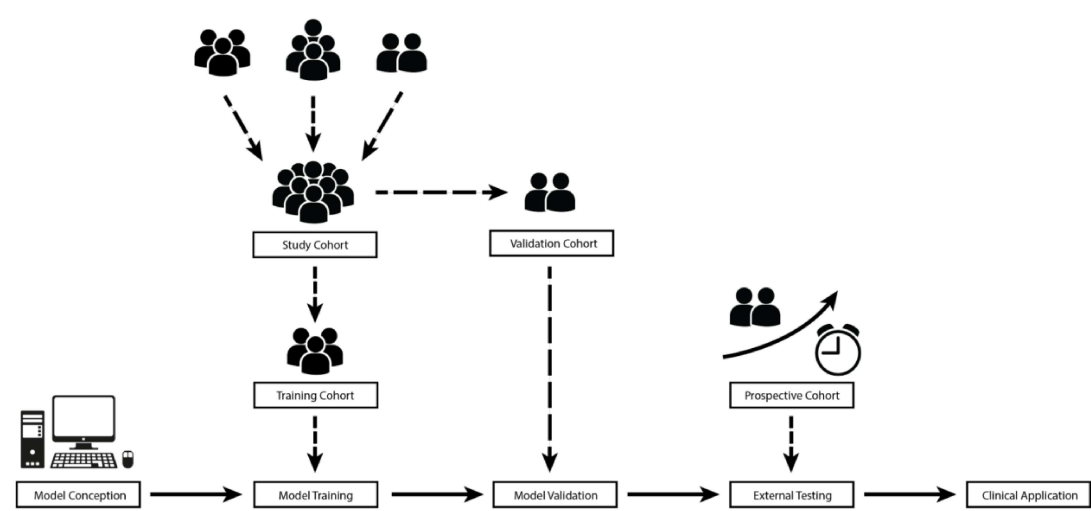 Study Cohort
Validation Cohort
Training Cohort
Prospective Cohort
Model Conception
Model Training
Model Validation
External Testing
Clinical Application